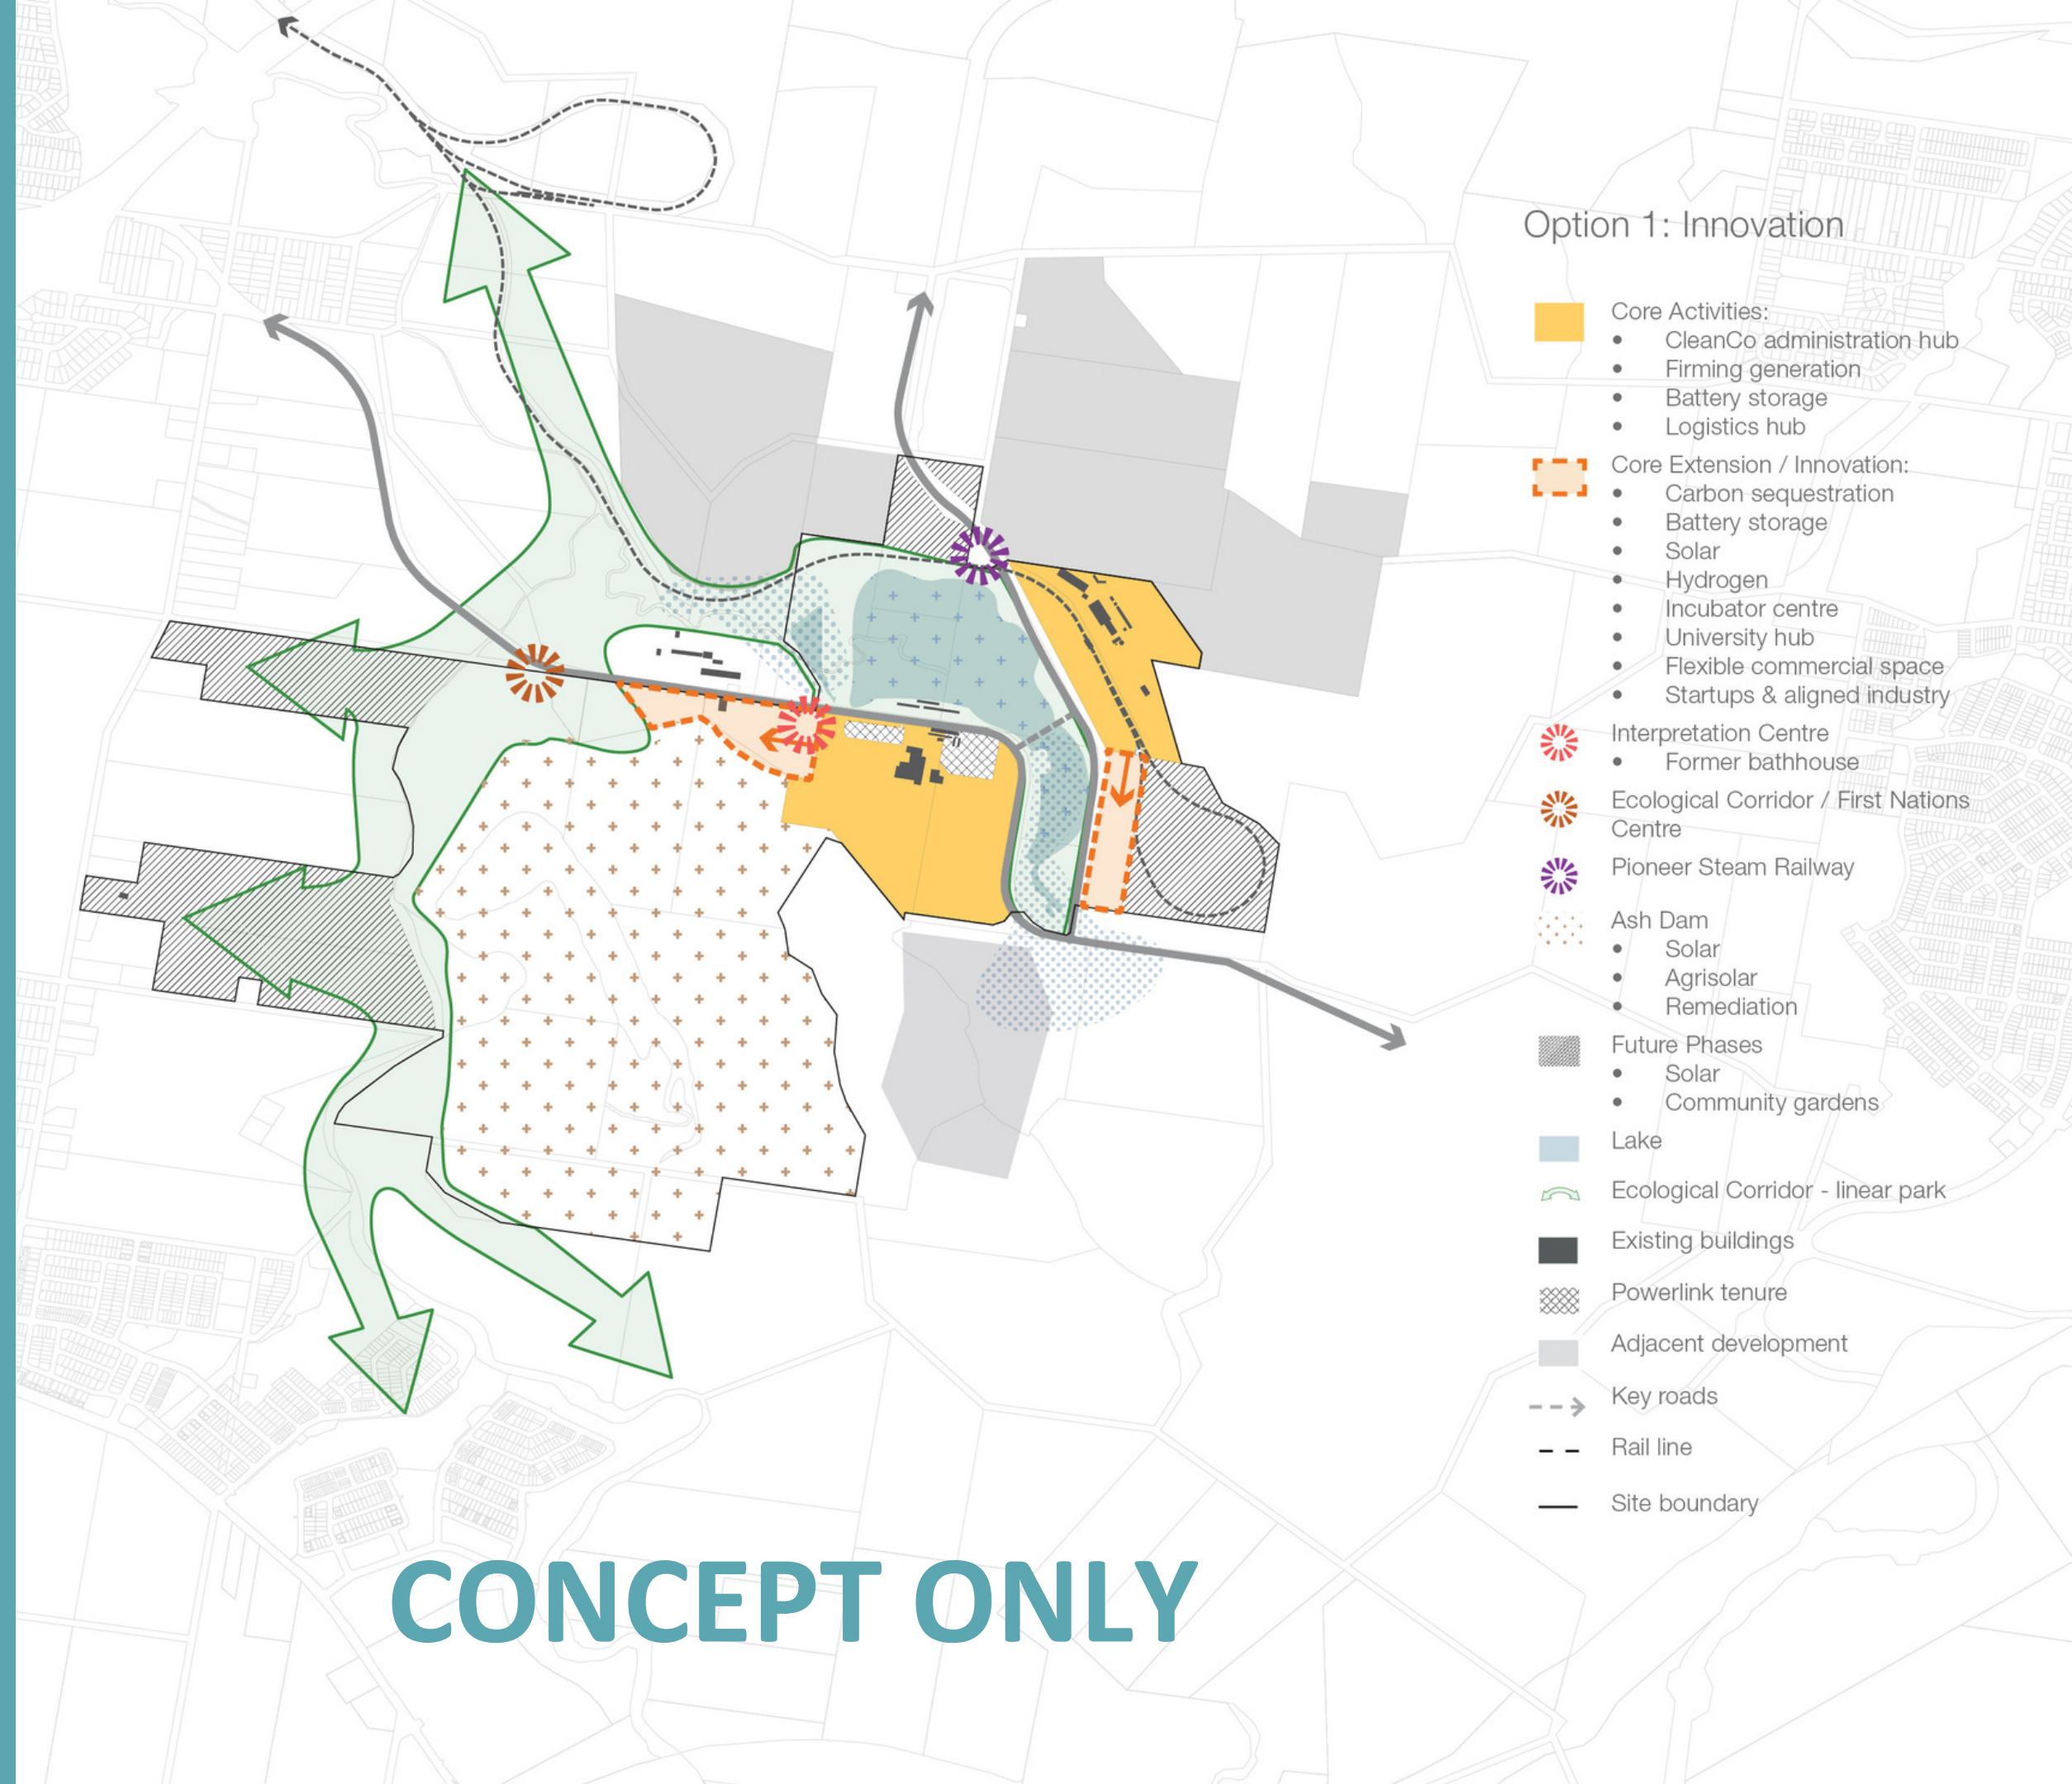 Option 1: Innovation
Core Activities:
• CleanCo administration hub
• Firming generation
• Battery storage
• Logistics hub
Core Extension / Innovation:
• Carbon sequestration
• Battery storage
• Solar
• Hydrogen
• Incubator centre
• University hub
• Flexible commercial space
• Startups & aligned industry
Interpretation Centre
• Former bathhouse
Ecological Corridor / First Nations
Centre
Pioneer Steam Railway
Ash Dam
• Solar
• Agrisolar
• Remediation
Future Phases
• Solar
• Community gardens
Lake
Ecological Corridor - linear park
Existing buildings
Powerlink tenure
Adjacent development
Key roads
Rail line
Site boundary
CONCEPT ONLY